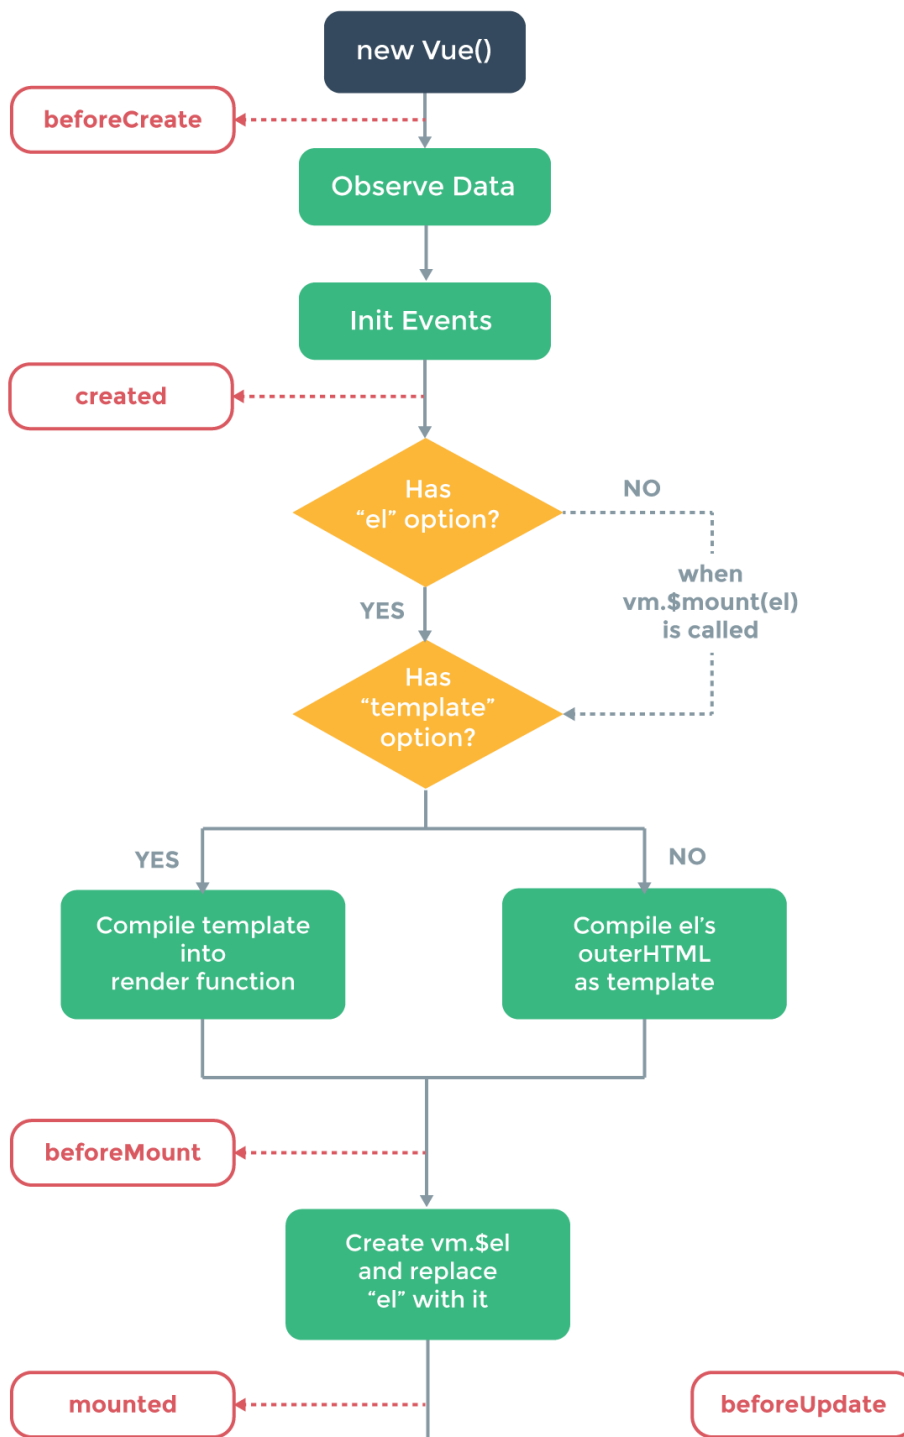 new Vue()
beforeCreate
Observe Data
Init Events
created
Has
“el” option?
NO
when
vm.$mount(el)
is called
YES
Has
“template”
option?
YES
NO
Compile template
into
render function
Compile el’s
outerHTML
as template
beforeMount
Create vm.$el
and replace
“el” with it
mounted
beforeUpdate